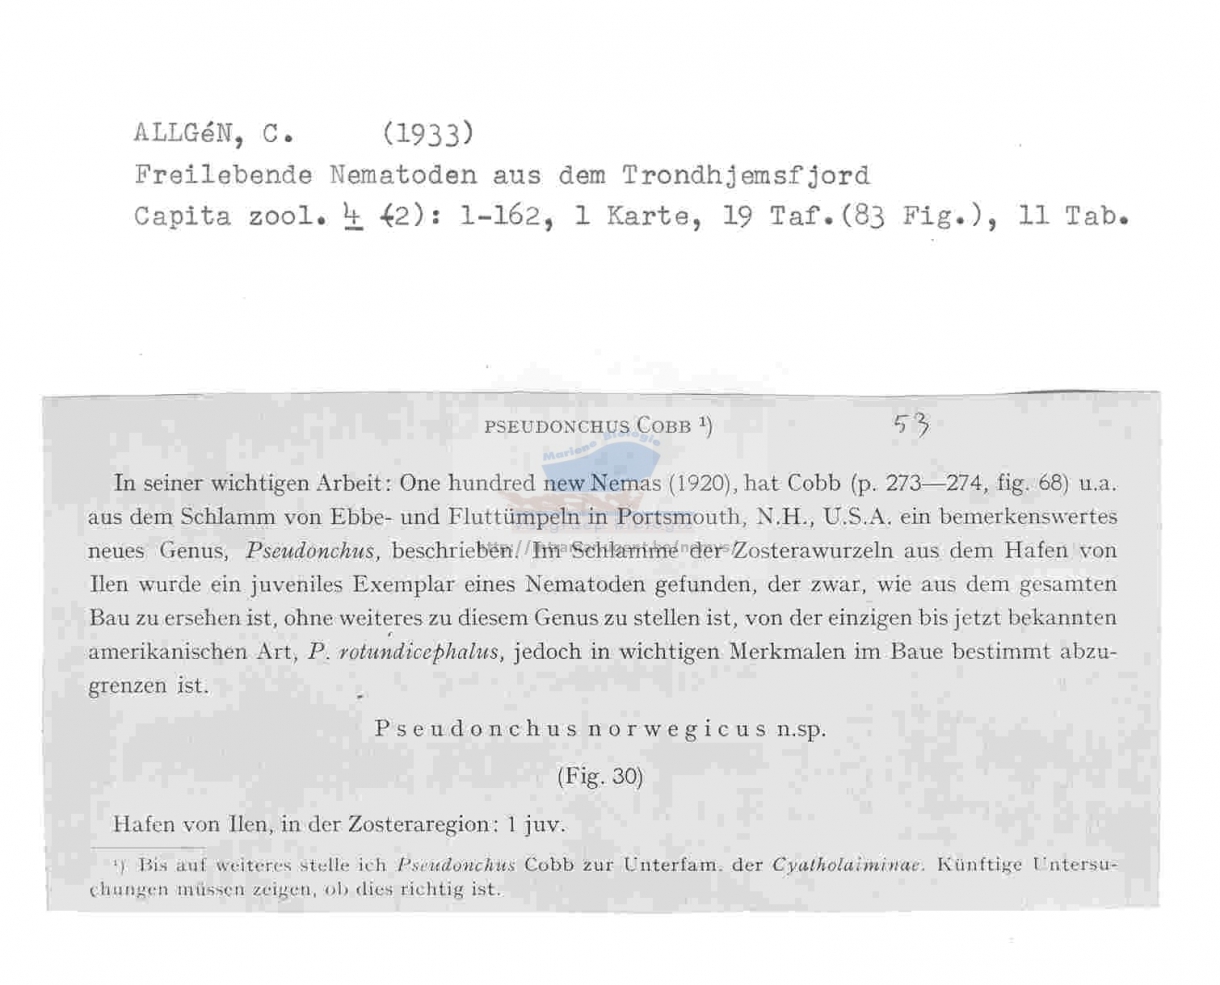 ALLGéN, C. (1933)
Freilebende Nematoden aus dem Trondhjemsfjord
Capita zool. 4 (2): 1-162, 1 Karte, 19 Taf.(83 Fig.), 11 Tab.
PSEUDONCHUS COBB ¹) 53
Mariene Biologie
In seiner wichtigen Arbeit: One hundred new Nemas (1920), hat Cobb (p. 273—274, fig. 68) u.a.
aus dem Schlamm von Ebbe- und Fluttümpeln in Portsmouth, N.H., U.S.A. ein bemerkenswertes
neues Genus, Pseudonchus, beschrieben. Im Schlamme der Zosterawurzeln aus dem Hafen von
Ilen wurde ein juveniles Exemplar eines Nematoden gefunden, der zwar, wie aus dem gesamten
Bau zu ersehen ist, ohne weiteres zu diesem Genus zu stellen ist, von der einzigen bis jetzt bekannten
amerikanischen Art, P. rotundicephalus, jedoch in wichtigen Merkmalen im Baue bestimmt abzu-
grenzen ist.
Pseudonchus norwegicus n.sp.
(Fig. 30)
Hafen von Ilen, in der Zosteraregion: 1 juv.
¹) Bis auf weiteres stelle ich Pseudonchus Cobb zur Unterfam. der Cyatholaiminae. Künftige Untersu-
chungen müssen zeigen, ob dies richtig ist.